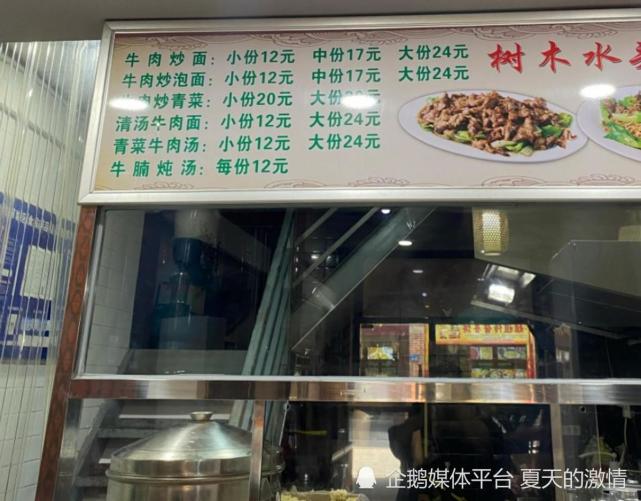 牛肉炒面：小份12元 中份17元 大份24元
牛肉炒泡面：小份12元 中份17元 大份24元
牛肉炒青菜：小份20元 大份30元
清汤牛肉面：小份12元 大份24元
青菜牛肉汤：小份12元 大份24元
牛腩炖汤：每份12元
树木水
企鹅媒体平台 夏天的激情